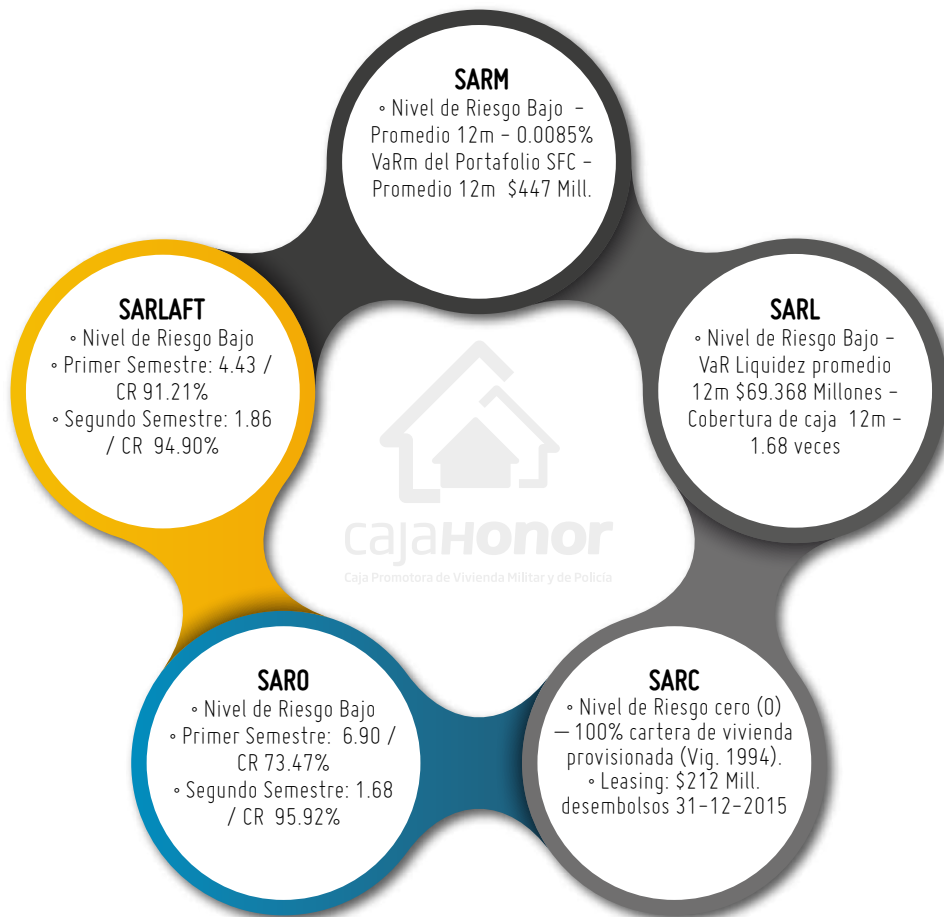 SARM
◦ Nivel de Riesgo Bajo –
Promedio 12m – 0.0085%
VaRm del Portafolio SFC –
Promedio 12m $447 Mill.
SARLAFT
◦ Nivel de Riesgo Bajo
◦ Primer Semestre: 4.43 /
CR 91.21%
◦ Segundo Semestre: 1.86
/ CR 94.90%
SARL
◦ Nivel de Riesgo Bajo –
VaR Liquidez promedio
12m $69.368 Millones –
Cobertura de caja 12m –
1.68 veces
cajaHonor
Caja Promotora de Vivienda Militar y de Policía
SARO
◦ Nivel de Riesgo Bajo
◦ Primer Semestre: 6.90 /
CR 73.47%
◦ Segundo Semestre: 1.68
/ CR 95.92%
SARC
◦ Nivel de Riesgo cero (0)
— 100% cartera de vivienda
provisionada (Vig. 1994).
◦ Leasing: $212 Mill.
desembolsos 31-12-2015